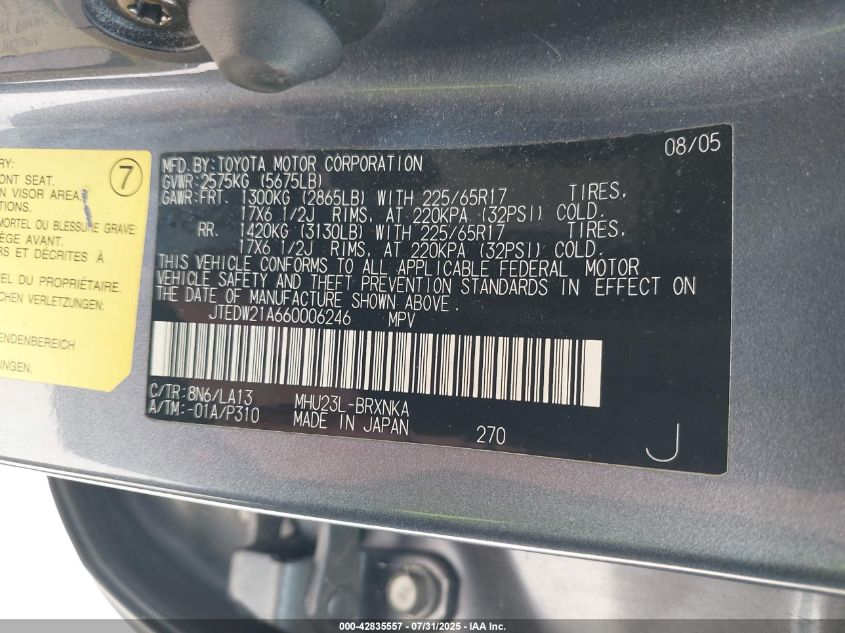 08/05
MFD. BY: TOYOTA MOTOR CORPORATION
GVWR: 2575KG (5675LB)
GAWR: FRT. 1300KG (2865LB) WITH 225/65R17 TIRES,
17X6 1/2J RIMS, AT 220KPA (32PSI) COLD.
RR. 1420KG (3130LB) WITH 225/65R17 TIRES,
17X6 1/2J RIMS, AT 220KPA (32PSI) COLD.
THIS VEHICLE CONFORMS TO ALL APPLICABLE FEDERAL MOTOR
VEHICLE SAFETY AND THEFT PREVENTION STANDARDS IN EFFECT ON
THE DATE OF MANUFACTURE SHOWN ABOVE.
JTEDW21A660006246 MPV
C/TR: 8N6/LA13 MHU23L-BRXNKA
A/TM: -01A/P310 MADE IN JAPAN 270 J
RY: 7
ONT SEAT.
N VISOR AREA
TIONS.
MORTEL OU BLESSURE GRAVE:
ÈGE AVANT.
RS ET DÉCRITES À
EL DU PROPRIÉTAIRE.
CHEN VERLETZUNGEN:
ENDENBEREICH
UNGEN.
000-42835557 - 07/31/2025 - IAA Inc.